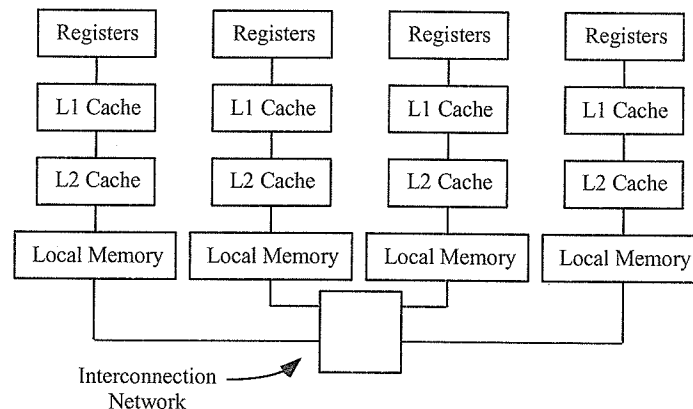 Registers Registers Registers Registers
L1 Cache L1 Cache L1 Cache L1 Cache
L2 Cache L2 Cache L2 Cache L2 Cache
Local Memory Local Memory Local Memory Local Memory
Interconnection
Network